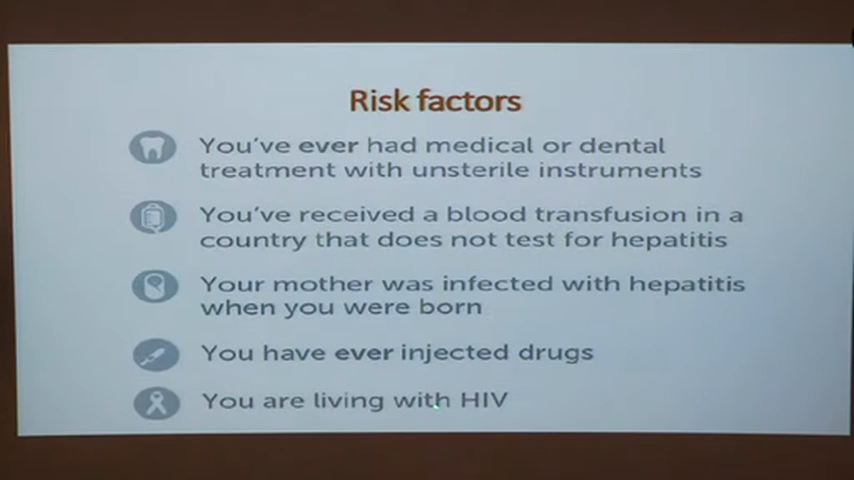 Risk factors
You've ever had medical or dental
treatment with unsterile instruments
You've received a blood transfusion in a
country that does not test for hepatitis
Your mother was infected with hepatitis
when you were born
You have ever injected drugs
You are living with HIV